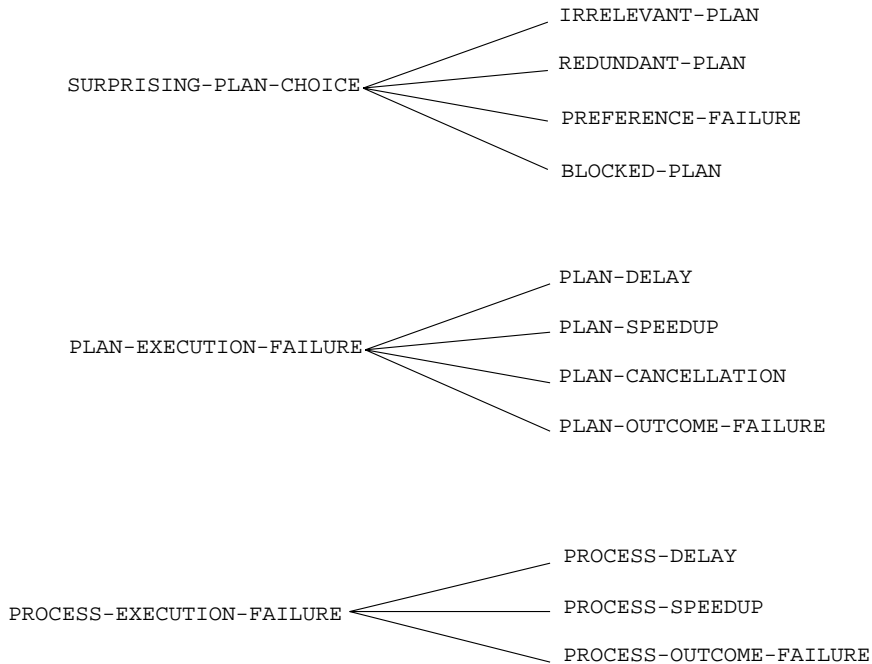 SURPRISING-PLAN-CHOICE
IRRELEVANT-PLAN
REDUNDANT-PLAN
PREFERENCE-FAILURE
BLOCKED-PLAN
PLAN-EXECUTION-FAILURE
PLAN-DELAY
PLAN-SPEEDUP
PLAN-CANCELLATION
PLAN-OUTCOME-FAILURE
PROCESS-EXECUTION-FAILURE
PROCESS-DELAY
PROCESS-SPEEDUP
PROCESS-OUTCOME-FAILURE